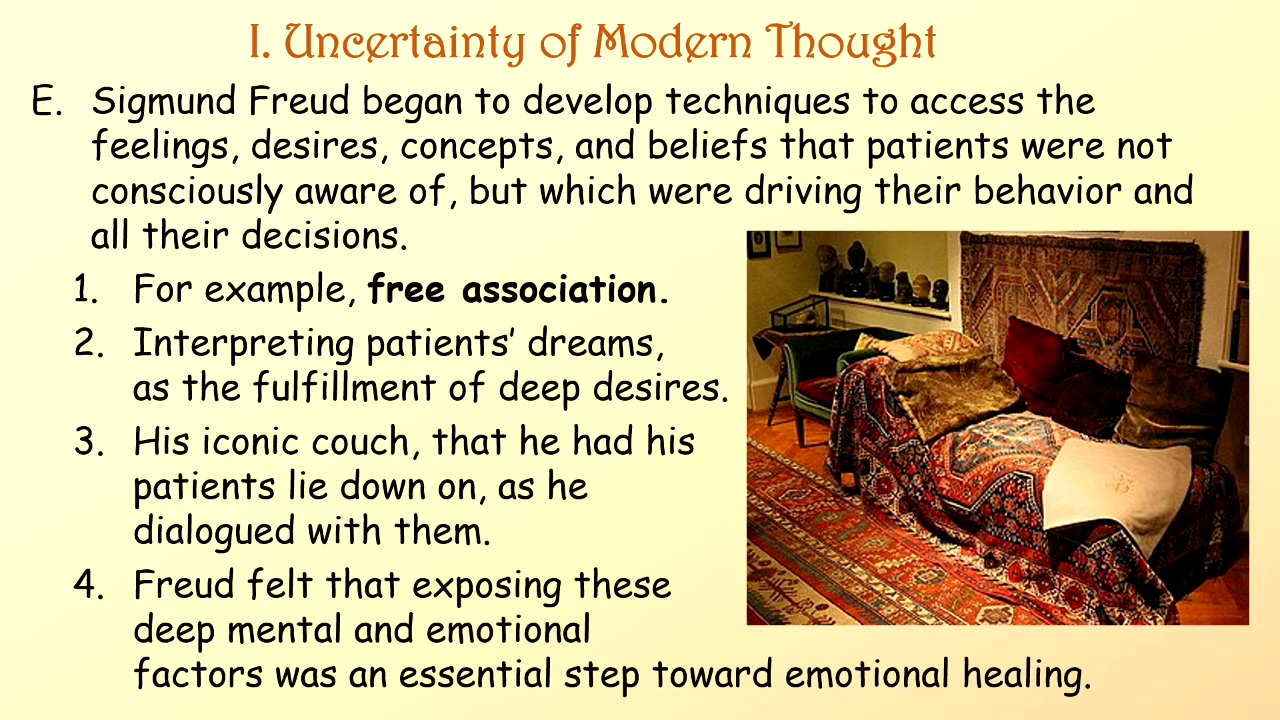 I. Uncertainty of Modern Thought
E. Sigmund Freud began to develop techniques to access the
feelings, desires, concepts, and beliefs that patients were not
consciously aware of, but which were driving their behavior and
all their decisions.
1. For example, free association.
2. Interpreting patients’ dreams,
as the fulfillment of deep desires.
3. His iconic couch, that he had his
patients lie down on, as he
dialogued with them.
4. Freud felt that exposing these
deep mental and emotional
factors was an essential step toward emotional healing.